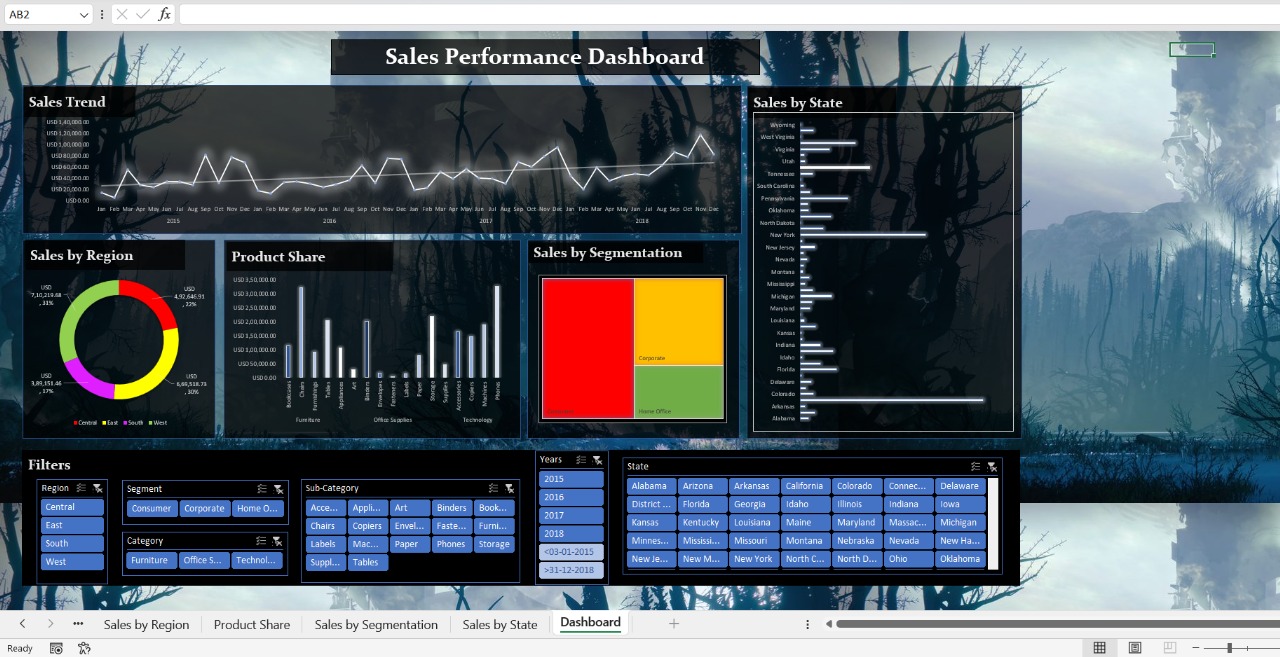 AB2
fx
Sales Performance Dashboard
Sales Trend
USD 1,40,000.00
USD 1,20,000.00
USD 1,00,000.00
USD 80,000.00
USD 60,000.00
USD 40,000.00
USD 20,000.00
USD 0.00
Jan Feb Mar Apr May Jun Jul Aug Sep Oct Nov Dec Jan Feb Mar Apr May Jun Jul Aug Sep Oct Nov Dec Jan Feb Mar Apr May Jun Jul Aug Sep Oct Nov Dec Jan Feb Mar Apr May Jun Jul Aug Sep Oct Nov Dec
2015 2016 2017 2018
Sales by State
Wyoming
West Virginia
Virginia
Utah
Tennessee
South Carolina
Pennsylvania
Oklahoma
North Dakota
New York
New Jersey
Nevada
Montana
Mississippi
Michigan
Maryland
Louisiana
Kansas
Indiana
Idaho
Florida
Delaware
Colorado
Arkansas
Alabama
Sales by Region
USD
7,10,219.68
, 31%
USD
4,92,646.91
, 22%
USD
3,89,151.46
, 17%
USD
6,69,518.73
, 30%
Central East South West
Product Share
USD 3,50,000.00
USD 3,00,000.00
USD 2,50,000.00
USD 2,00,000.00
USD 1,50,000.00
USD 1,00,000.00
USD 50,000.00
USD 0.00
Bookcases
Chairs
Furnishings
Tables
Appliances
Art
Binders
Envelopes
Fasteners
Labels
Paper
Storage
Supplies
Accessories
Copiers
Machines
Phones
Furniture Office Supplies Technology
Sales by Segmentation
Corporate
Home Office
Filters
Region
Central
East
South
West
Segment
Consumer Corporate Home O...
Category
Furniture Office S... Technol...
Sub-Category
Acce... Appli... Art Binders Book...
Chairs Copiers Envel... Faste... Furni...
Labels Mac... Paper Phones Storage
Suppl... Tables
Years
2015
2016
2017
2018
<03-01-2015
>31-12-2018
State
Alabama Arizona Arkansas California Colorado Connec... Delaware
District ... Florida Georgia Idaho Illinois Indiana Iowa
Kansas Kentucky Louisiana Maine Maryland Massac... Michigan
Minnes... Mississi... Missouri Montana Nebraska Nevada New Ha...
New Je... New M... New York North C... North D... Ohio Oklahoma
Sales by Region Product Share Sales by Segmentation Sales by State Dashboard
Ready